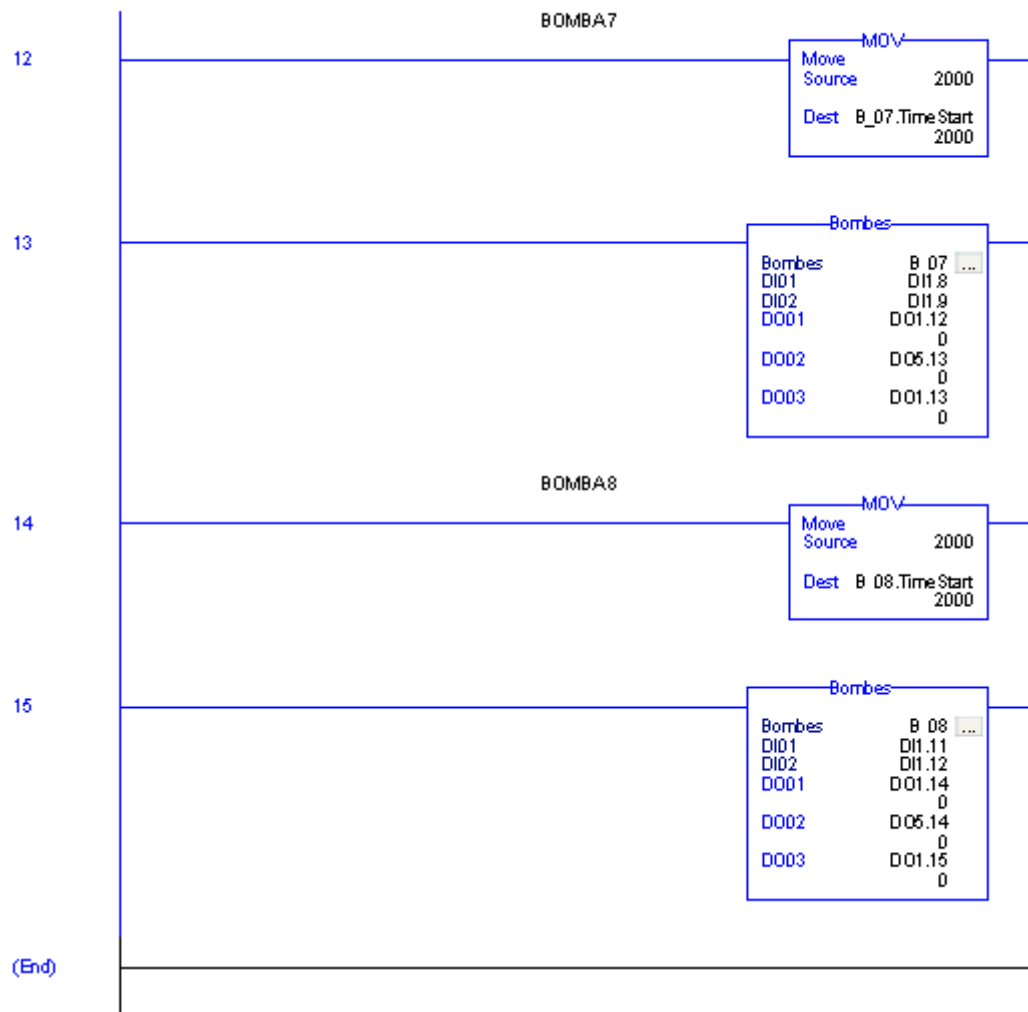 BOMBA7
12
MOV
Move
Source 2000
Dest B_07.TimeStart
2000
13
Bombes
Bombes B_07 ...
DI01 DI1.8
DI02 DI1.9
DO01 DO1.12
0
DO02 DO5.13
0
DO03 DO1.13
0
BOMBA8
14
MOV
Move
Source 2000
Dest B_08.TimeStart
2000
15
Bombes
Bombes B_08 ...
DI01 DI1.11
DI02 DI1.12
DO01 DO1.14
0
DO02 DO5.14
0
DO03 DO1.15
0
(End)